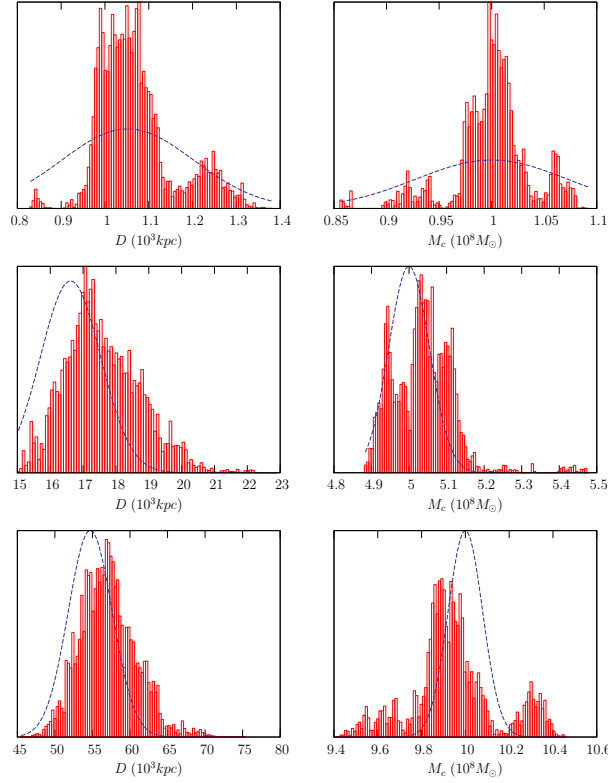 0.8 0.9 1 1.1 1.2 1.3 1.4
D (10³kpc)
0.85 0.9 0.95 1 1.05 1.1
M_c (10⁸M_⊙)
15 16 17 18 19 20 21 22 23
D (10³kpc)
4.8 4.9 5 5.1 5.2 5.3 5.4 5.5
M_c (10⁸M_⊙)
45 50 55 60 65 70 75 80
D (10³kpc)
9.4 9.6 9.8 10 10.2 10.4 10.6
M_c (10⁸M_⊙)